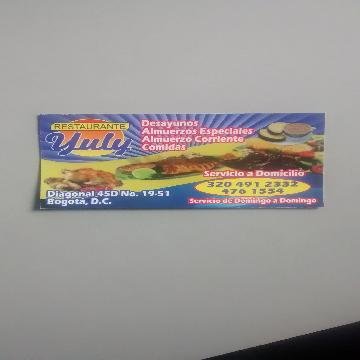 RESTAURANTE
Yuly
Desayunos
Almuerzos Especiales
Almuerzo Corriente
Comidas
Servicio a Domicilio
320 491 2332
476 1554
Diagonal 45D No. 19-51
Bogotá, D.C.
Servicio de Domingo a Domingo